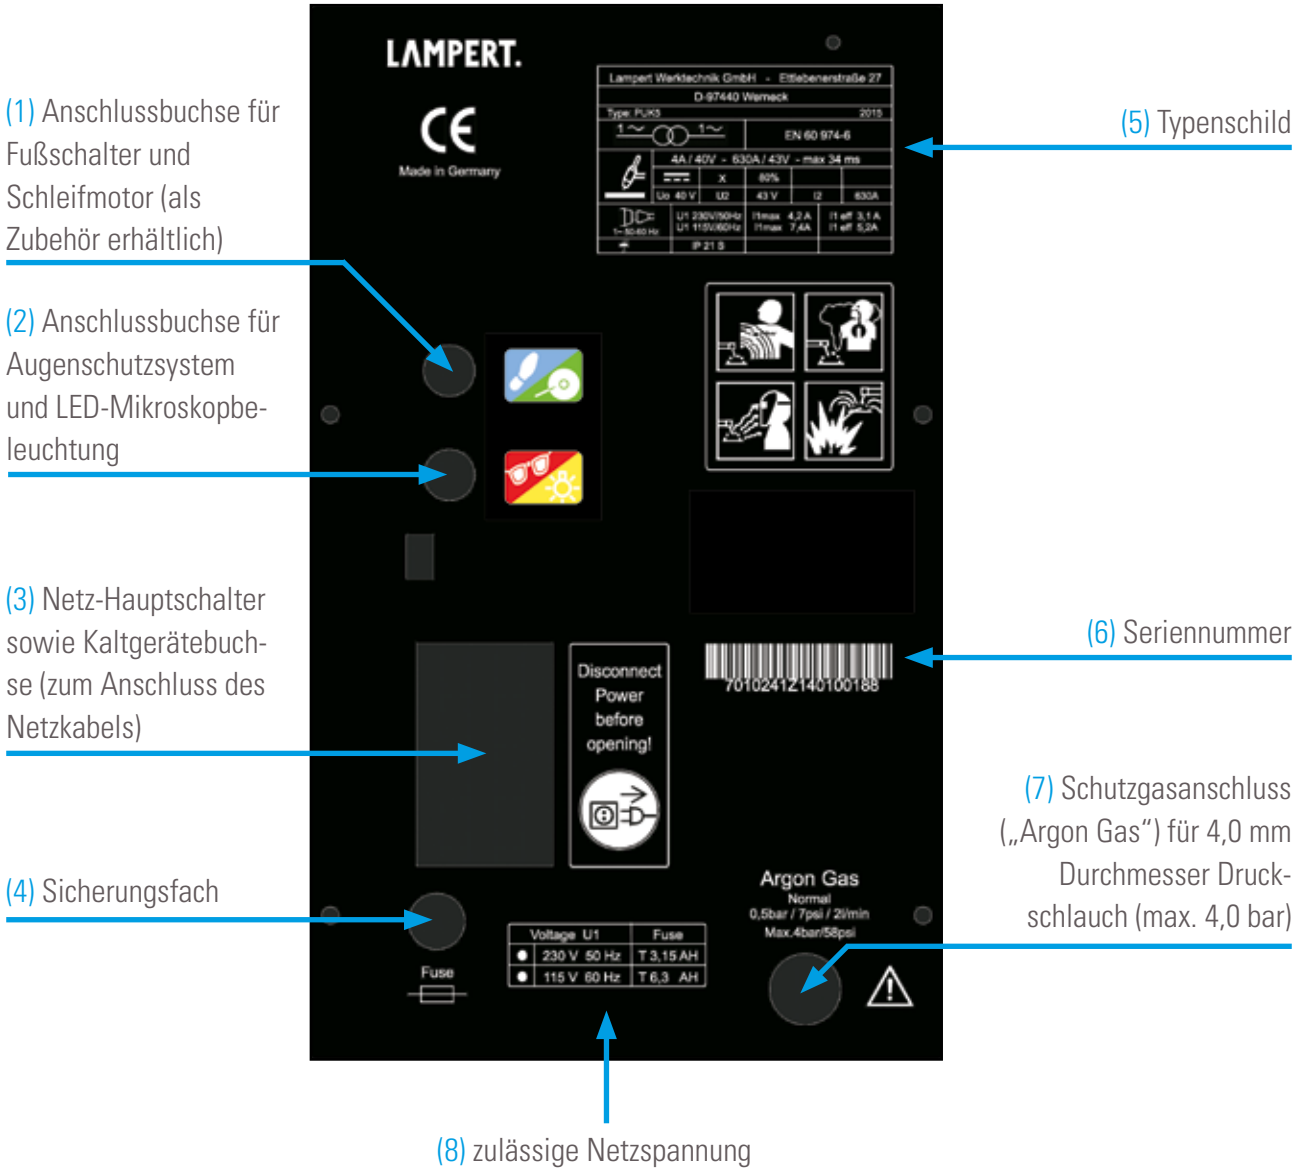 (1) Anschlussbuchse für
Fußschalter und
Schleifmotor (als
Zubehör erhältlich)
(2) Anschlussbuchse für
Augenschutzsystem
und LED-Mikroskopbe-
leuchtung
(3) Netz-Hauptschalter
sowie Kaltgerätebuch-
se (zum Anschluss des
Netzkabels)
(4) Sicherungsfach
LAMPERT.
CE
Made in Germany
Lampert Werktechnik GmbH - Ettlebenerstraße 27
D-97440 Werneck
Type: PUK5 2015
1~ 1~ EN 60 974-6
4A / 40V - 630A / 43V - max 34 ms
X 80%
Uo 40 V U2 43 V I2 630A
U1 230V/50Hz I1max 4,2 A I1 eff 3,1 A
1~ 50-60 Hz U1 115V/60Hz I1max 7,4A I1 eff 5,2A
IP 21 S
Disconnect
Power
before
opening!
7010241Z140100188
Argon Gas
Normal
0,5bar / 7psi / 2l/min
Max.4bar/58psi
Fuse
Voltage U1 Fuse
230 V 50 Hz T 3,15 AH
115 V 60 Hz T 6,3 AH
(5) Typenschild
(6) Seriennummer
(7) Schutzgasanschluss
(„Argon Gas“) für 4,0 mm
Durchmesser Druck-
schlauch (max. 4,0 bar)
(8) zulässige Netzspannung